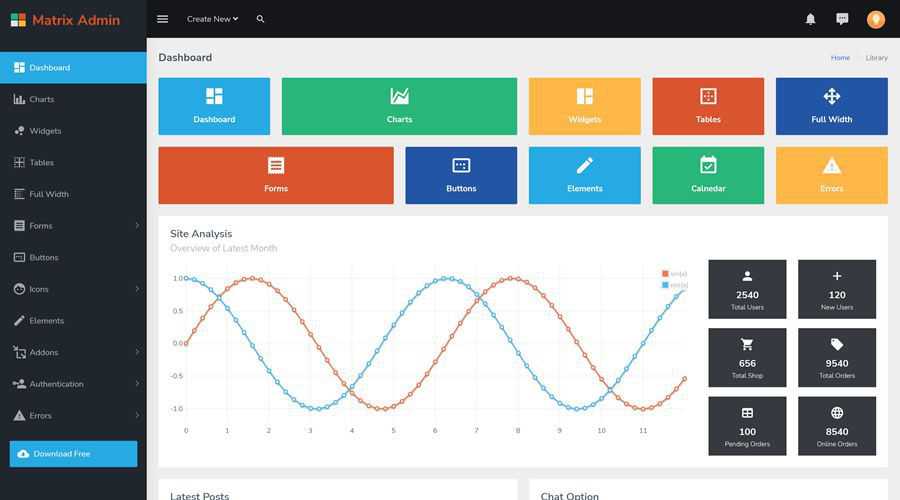 Matrix Admin
Create New
Dashboard
Charts
Widgets
Tables
Full Width
Forms
Buttons
Icons
Elements
Addons
Authentication
Errors
Download Free
Dashboard
Home
Library
Dashboard
Charts
Widgets
Tables
Full Width
Forms
Buttons
Elements
Calnedar
Errors
Site Analysis
Overview of Latest Month
1.0
0.5
0.0
-0.5
-1.0
0 1 2 3 4 5 6 7 8 9 10 11
sin(x)
cos(x)
2540
Total Users
120
New Users
656
Total Shop
9540
Total Orders
100
Pending Orders
8540
Online Orders
Latest Posts
Chat Option